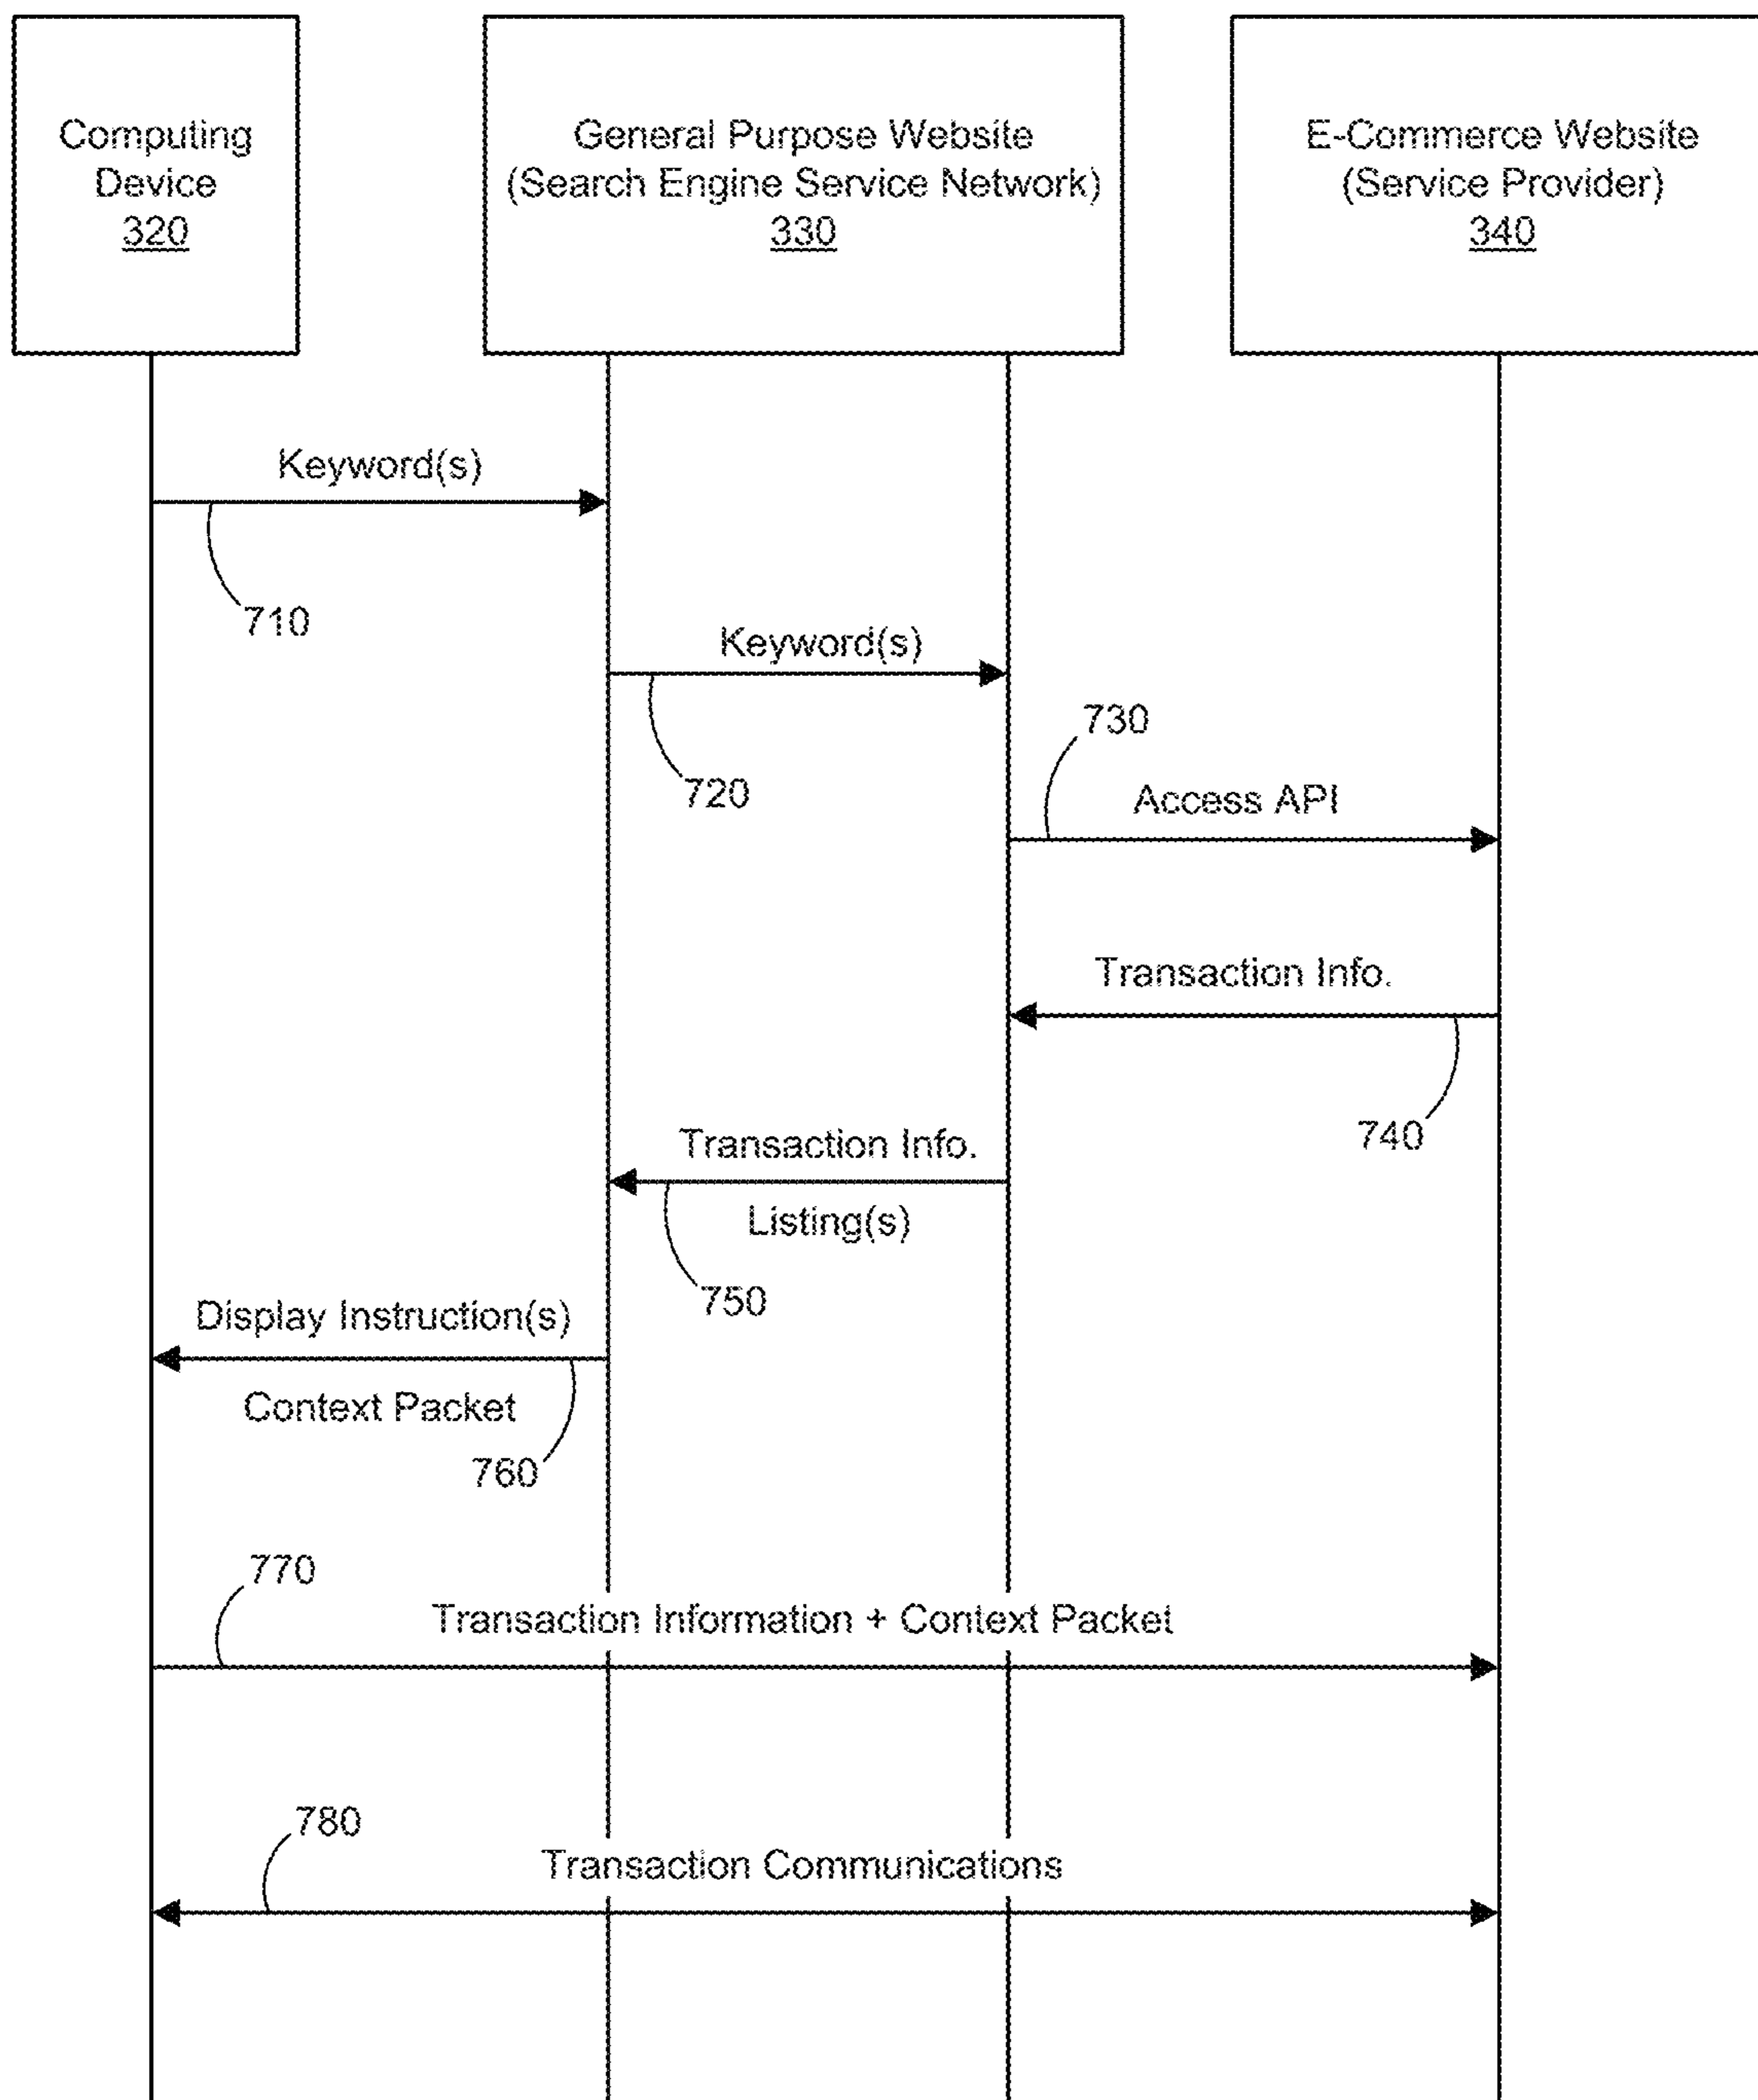 Computing
Device
320
General Purpose Website
(Search Engine Service Network)
330
E-Commerce Website
(Service Provider)
340
Keyword(s)
710
Keyword(s)
720
730
Access API
Transaction Info.
740
Transaction Info.
Listing(s)
750
Display Instruction(s)
Context Packet
760
770
Transaction Information + Context Packet
780
Transaction Communications